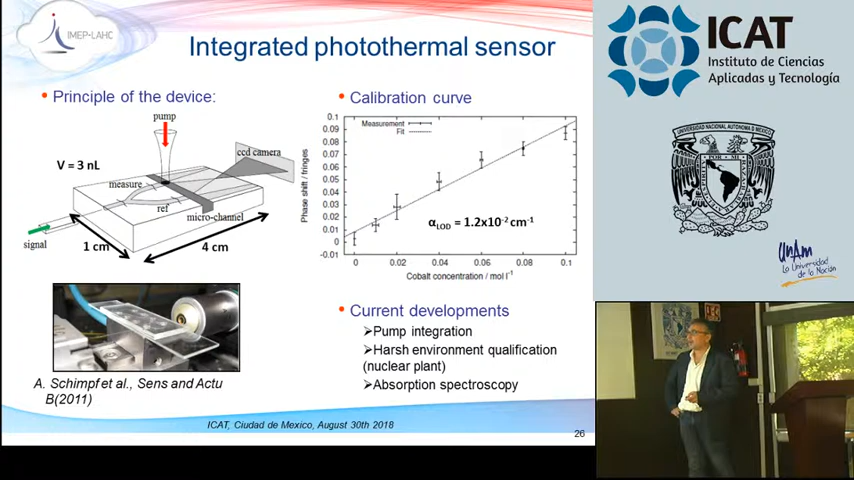 IMEP-LAHC
Integrated photothermal sensor
• Principle of the device:
pump
V = 3 nL
ccd camera
measure
ref
micro-channel
signal
1 cm
4 cm
A. Schimpf et al., Sens and Actu
B(2011)
• Calibration curve
Measurement
Fit
0.1
0.09
0.08
0.07
0.06
0.05
0.04
0.03
0.02
0.01
0
-0.01
Phase shift / fringes
αLOD = 1.2x10⁻² cm⁻¹
0
0.02
0.04
0.06
0.08
0.1
Cobalt concentration / mol l⁻¹
• Current developments
➢Pump integration
➢Harsh environment qualification
(nuclear plant)
➢Absorption spectroscopy
ICAT, Ciudad de Mexico, August 30th 2018
26
ICAT
Instituto de Ciencias
Aplicadas y Tecnología
UNIVERSIDAD NACIONAL AUTONOMA DE MEXICO
UNAM
La Universidad
de la Nación